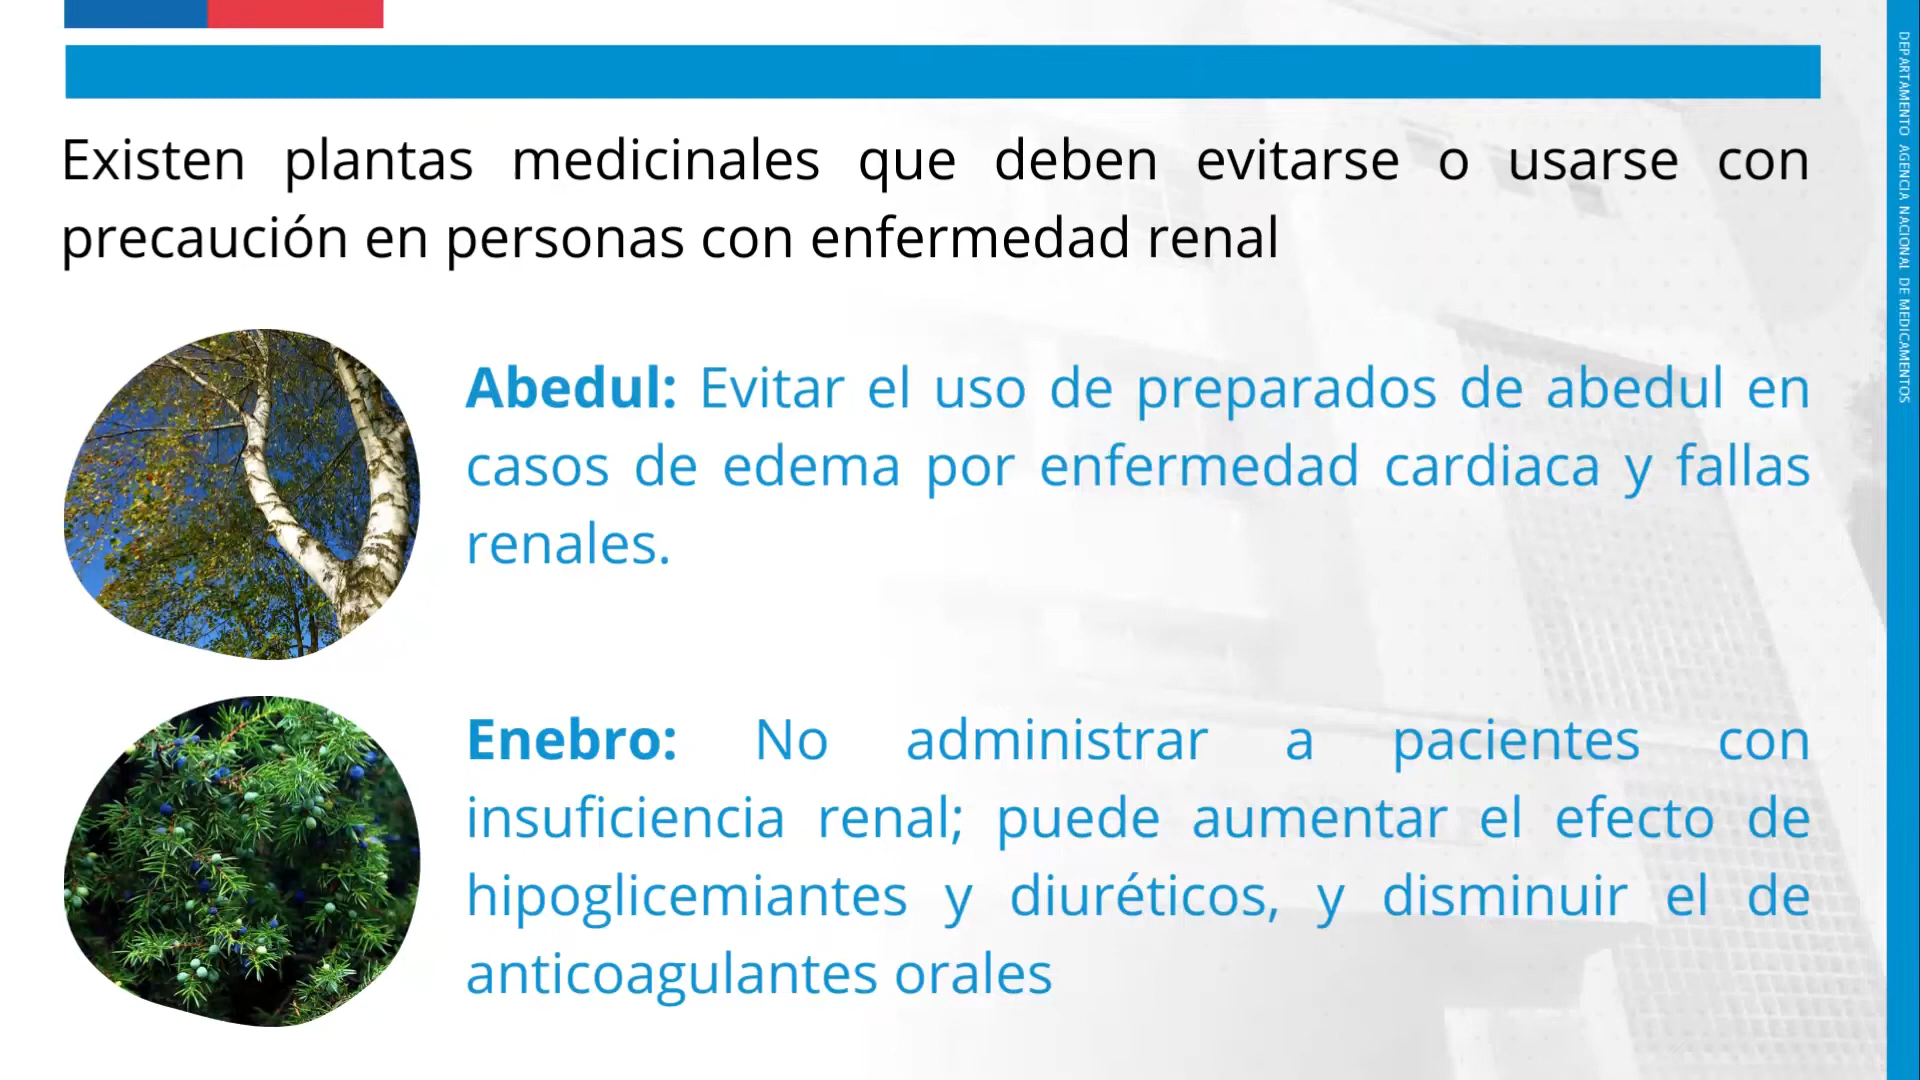 Existen plantas medicinales que deben evitarse o usarse con
precaución en personas con enfermedad renal
Abedul: Evitar el uso de preparados de abedul en
casos de edema por enfermedad cardiaca y fallas
renales.
Enebro: No administrar a pacientes con
insuficiencia renal; puede aumentar el efecto de
hipoglicemiantes y diuréticos, y disminuir el de
anticoagulantes orales
DEPARTAMENTO AGENCIA NACIONAL DE MEDICAMENTOS